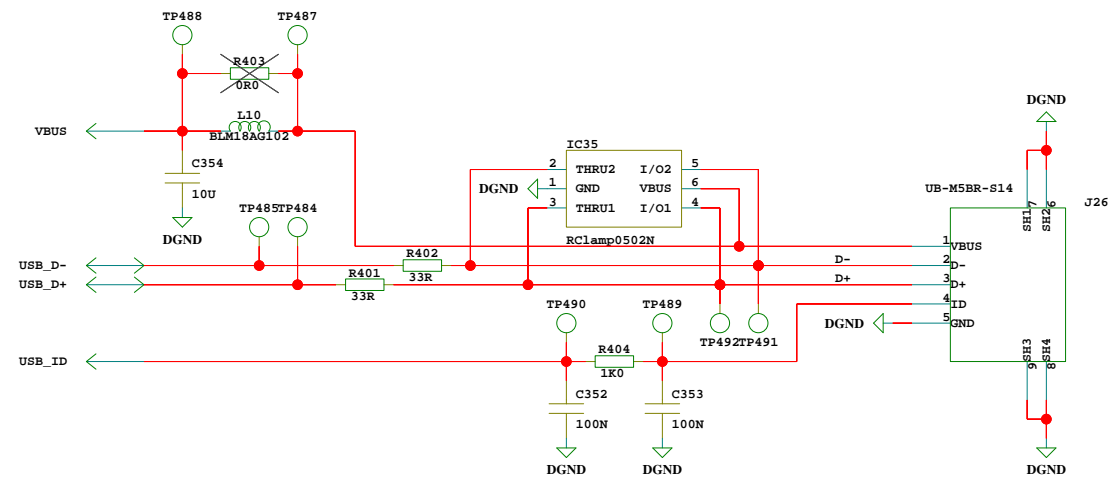 TP488 TP487
R403
0R0
DGND
L10
VBUS BLM18AG102
IC35
C354
10U
2 THRU2 I/O2 5
DGND 1 GND VBUS 6
3 THRU1 I/O1 4
UB-M5BR-S14
J26
SH1 7 SH2 6
TP485 TP484
DGND
RClamp0502N
1 VBUS
R402
USB_D- D- 2 D-
33R
R401
USB_D+ D+ 3 D+
33R
4 ID
TP490 TP489
DGND 5 GND
TP492 TP491
R404
USB_ID
1K0
SH3 9 SH4 8
C352 C353
100N 100N
DGND DGND DGND